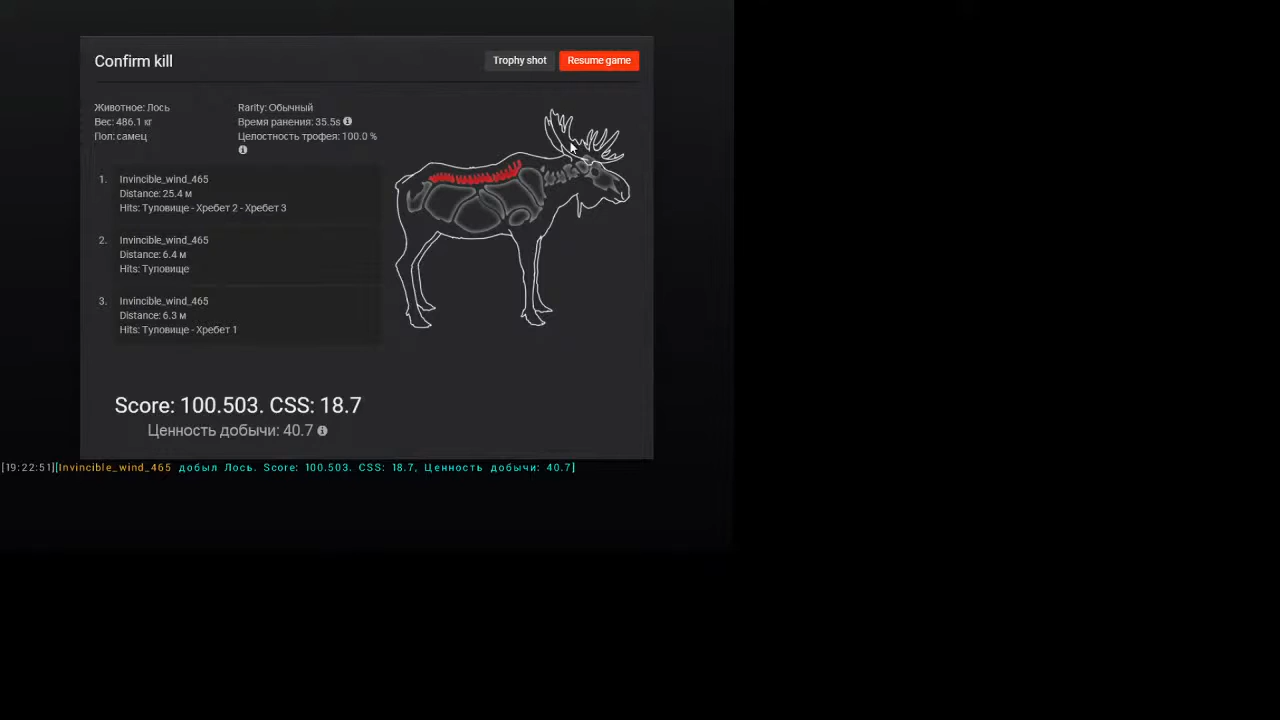 Confirm kill
Trophy shot
Resume game
Животное: Лось
Вес: 486.1 кг
Пол: самец
Rarity: Обычный
Время ранения: 35.5s
Целостность трофея: 100.0 %
1. Invincible_wind_465
Distance: 25.4 м
Hits: Туловище - Хребет 2 - Хребет 3
2. Invincible_wind_465
Distance: 6.4 м
Hits: Туловище
3. Invincible_wind_465
Distance: 6.3 м
Hits: Туловище - Хребет 1
Score: 100.503. CSS: 18.7
Ценность добычи: 40.7
[19:22:51][Invincible_wind_465 добыл Лось. Score: 100.503. CSS: 18.7, Ценность добычи: 40.7]